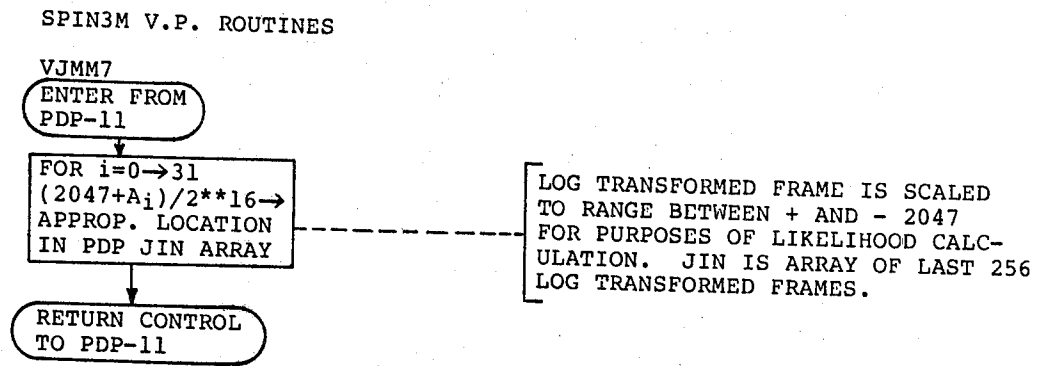 SPIN3M V.P. ROUTINES
VJMM7
ENTER FROM
PDP-11
FOR i=0→31
(2047+Ai)/2**16→
APPROP. LOCATION
IN PDP JIN ARRAY
LOG TRANSFORMED FRAME IS SCALED
TO RANGE BETWEEN + AND - 2047
FOR PURPOSES OF LIKELIHOOD CALC-
ULATION. JIN IS ARRAY OF LAST 256
LOG TRANSFORMED FRAMES.
RETURN CONTROL
TO PDP-11